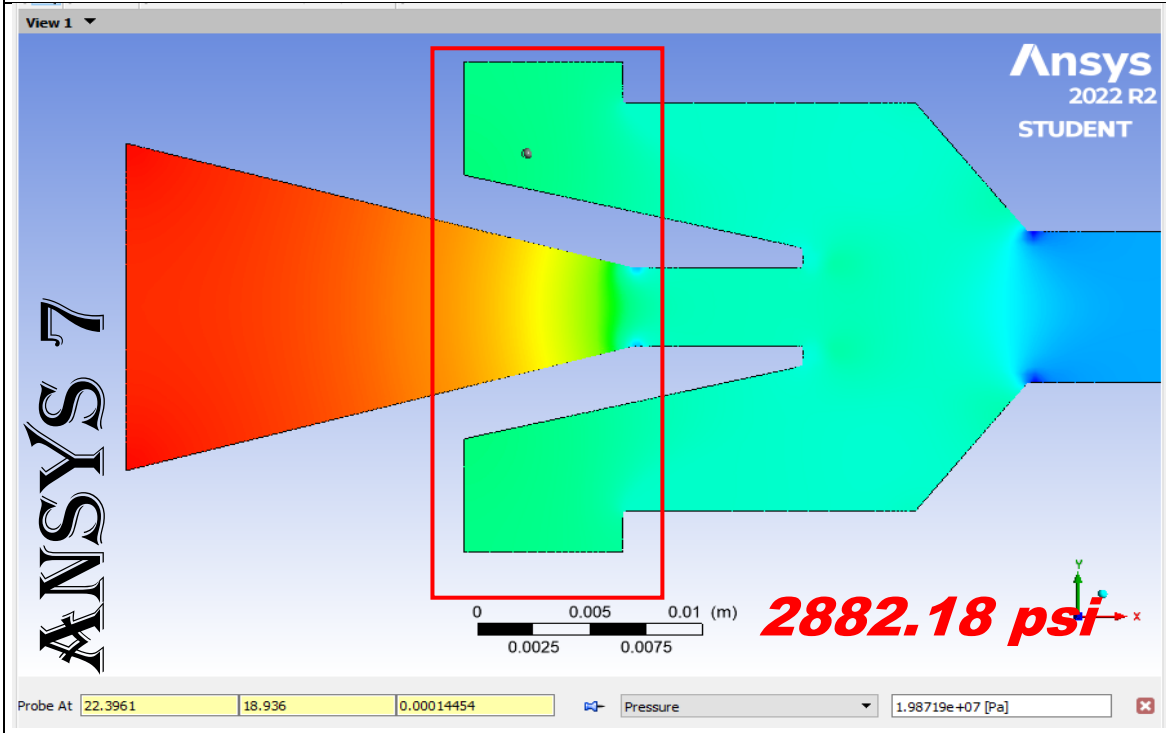 View 1
Ansys
2022 R2
STUDENT
ANSYS 7
0 0.005 0.01 (m)
0.0025 0.0075
2882.18 psi
Y
X
Probe At 22.3961 18.936 0.00014454 Pressure 1.98719e+07 [Pa]